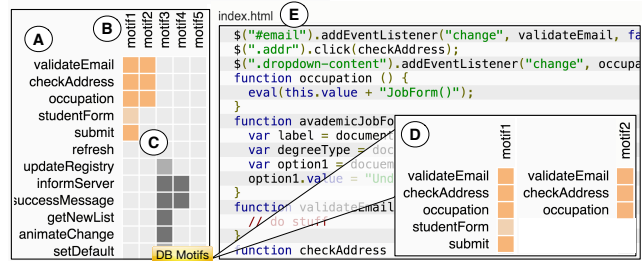 A
B
motif1
motif2
motif3
motif4
motif5
validateEmail
checkAddress
occupation
studentForm
submit
refresh
C
updateRegistry
informServer
successMessage
getNewList
animateChange
setDefault
DB Motifs
index.html
E
$("#email").addEventListener("change", validateEmail, fa
$(".addr").click(checkAddress);
$(".dropdown-content").addEventListener("change", occupa
function occupation () {
eval(this.value + "JobForm()");
}
function avademicJobFo
var label = documen
var degreeType = doc
var option1 = docuem
option1.value = "Und
}
function validateEmail
// do stuff
}
function checkAddress
D
motif1
validateEmail
checkAddress
occupation
studentForm
submit
motif2
validateEmail
checkAddress
occupation